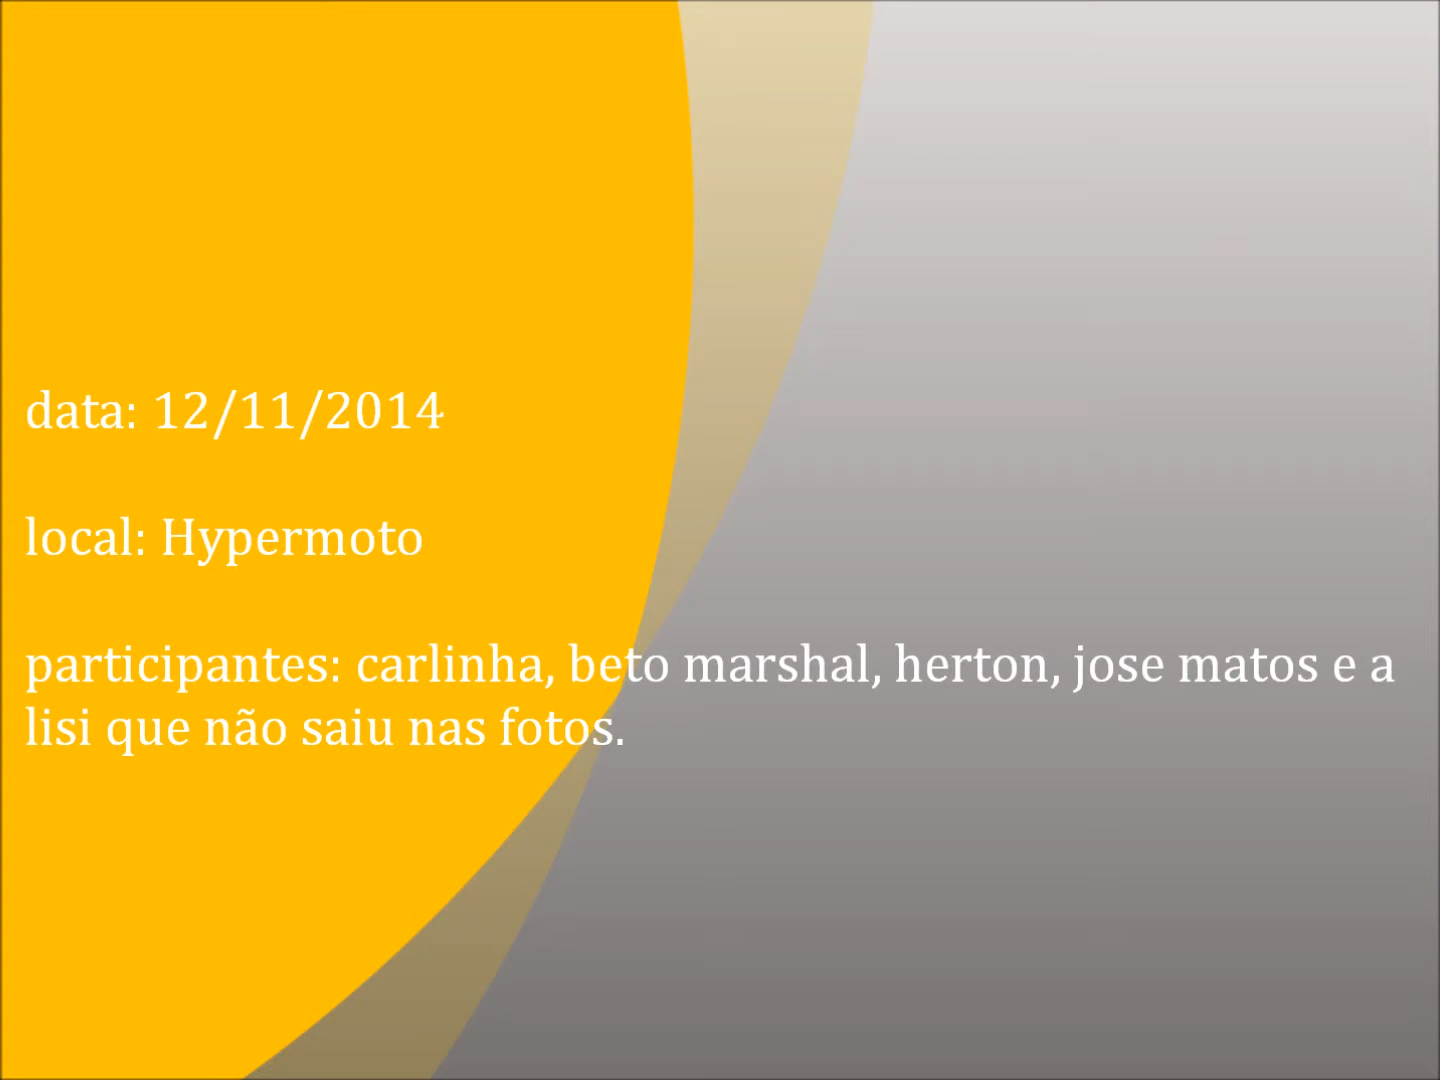 data: 12/11/2014
local: Hypermoto
participantes: carlinha, beto marshal, herton, jose matos e a
lisi que não saiu nas fotos.